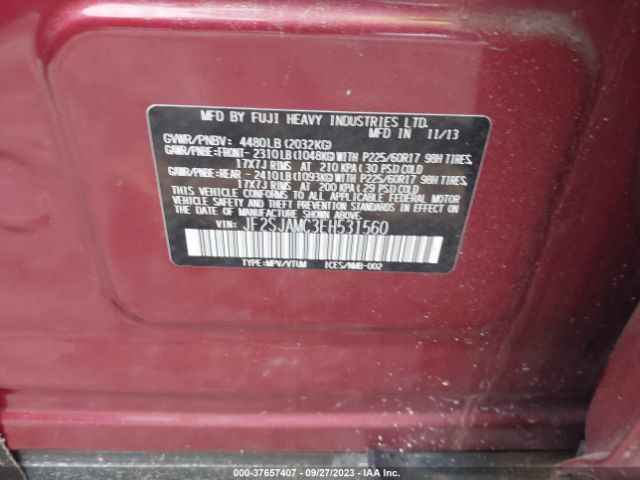 MFD BY FUJI HEAVY INDUSTRIES LTD.
MFD IN 11/13
GVWR/PNBV: 4480LB (2032KG)
GAWR/PNBE:FRONT- 2310LB (1048KG) WITH P225/60R17 98H TIRES,
17X7J RIMS AT 210 KPA ( 30 PSI) COLD
GAWR/PNBE:REAR - 2410LB (1093KG) WITH P225/60R17 98H TIRES,
17X7J RIMS AT 200 KPA ( 29 PSI) COLD
THIS VEHICLE CONFORMS TO ALL APPLICABLE FEDERAL MOTOR
VEHICLE SAFETY AND THEFT PREVENTION STANDARDS IN
EFFECT ON THE DATE OF MANUFACTURE SHOWN ABOVE.
VIN: JF2SJAMC3EH531560
TYPE:MPV/VTUM ICES/NMB-002
000-37657407 - 09/27/2023 - IAA Inc.